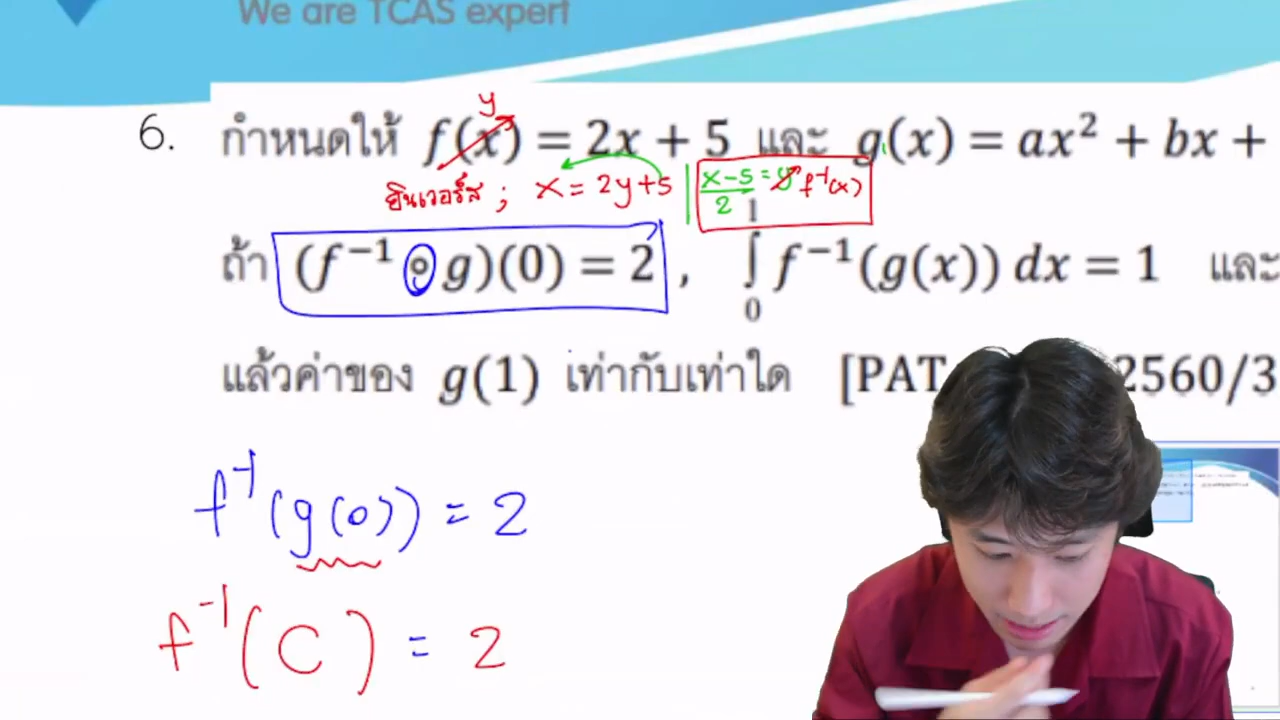 We are TCAS expert
y
6. กำหนดให้ f(x) = 2x + 5 และ g(x) = ax² + bx +
อินเวอร์ส ; x = 2y+5 | x-5/2 = y f⁻¹(x)
ถ้า (f⁻¹ ∘ g)(0) = 2 , ∫₀¹ f⁻¹(g(x)) dx = 1 และ
แล้วค่าของ g(1) เท่ากับเท่าใด [PAT 2560/3
f⁻¹(g(0)) = 2
f⁻¹(C) = 2